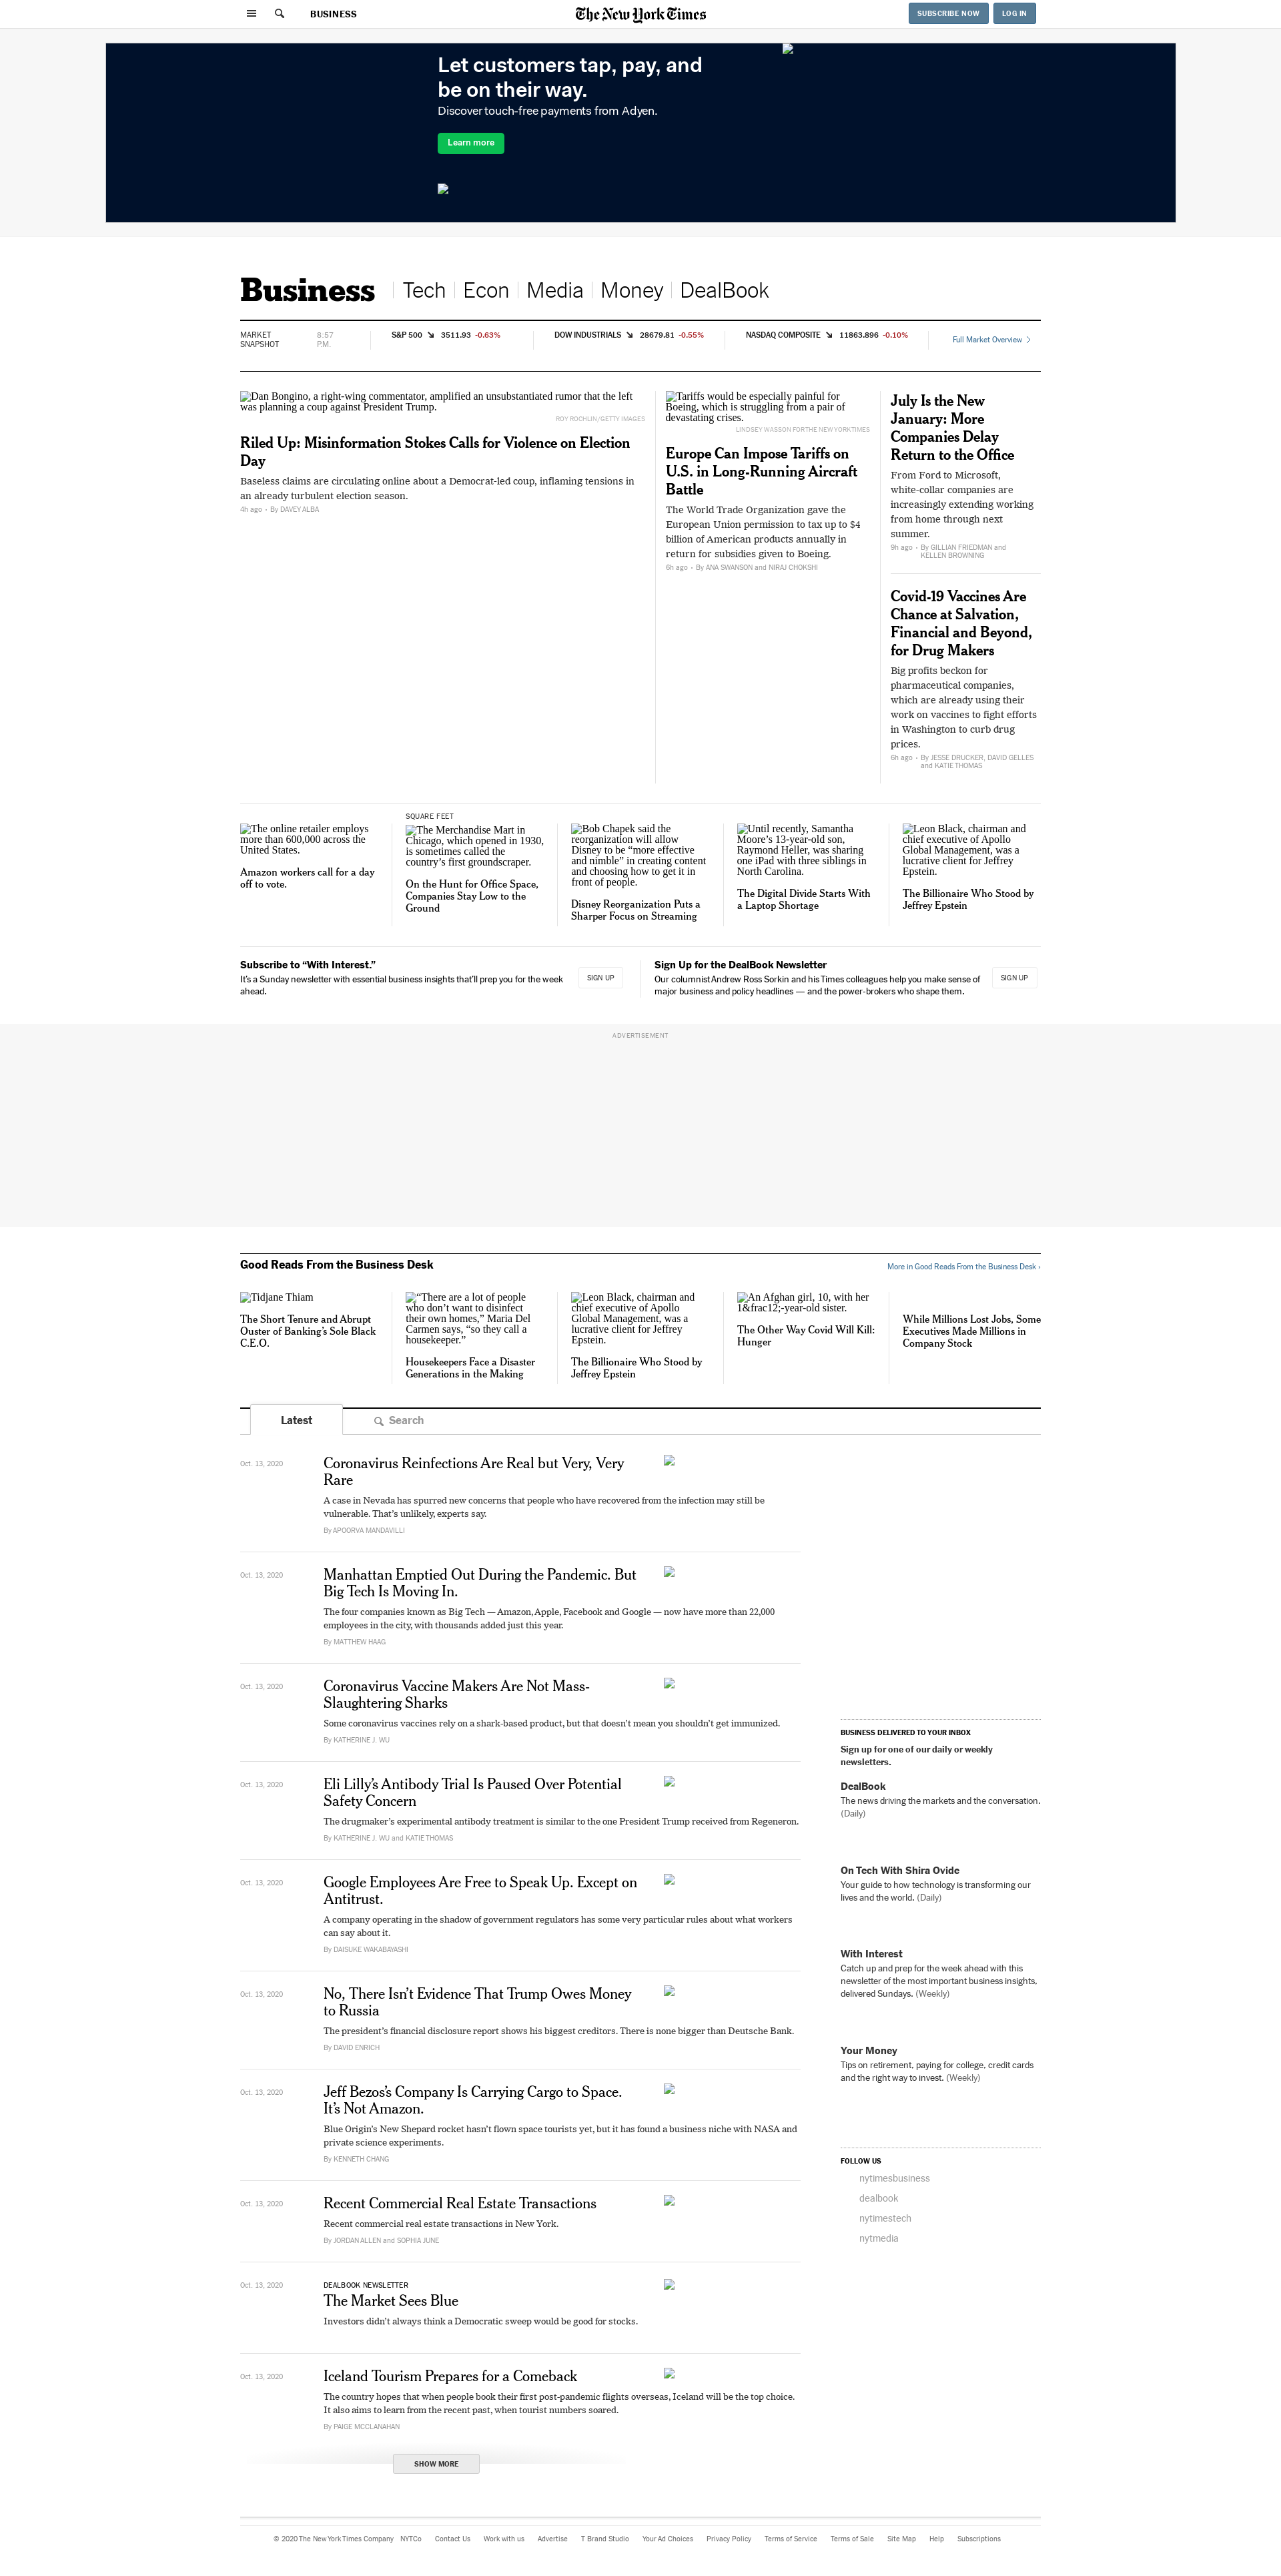 BUSINESS
The New York Times
SUBSCRIBE NOW
LOG IN
Let customers tap, pay, and
be on their way.
Discover touch-free payments from Adyen.
Learn more
Business
Tech
Econ
Media
Money
DealBook
MARKET
SNAPSHOT
8:57
P.M.
S&P 500 3511.93 -0.63%
DOW INDUSTRIALS 28679.81 -0.55%
NASDAQ COMPOSITE 11863.896 -0.10%
Full Market Overview
Dan Bongino, a right-wing commentator, amplified an unsubstantiated rumor that the left
was planning a coup against President Trump.
ROY ROCHLIN/GETTY IMAGES
Riled Up: Misinformation Stokes Calls for Violence on Election
Day
Baseless claims are circulating online about a Democrat-led coup, inflaming tensions in
an already turbulent election season.
4h ago - By DAVEY ALBA
Tariffs would be especially painful for
Boeing, which is struggling from a pair of
devastating crises.
LINDSEY WASSON FOR THE NEW YORK TIMES
Europe Can Impose Tariffs on
U.S. in Long-Running Aircraft
Battle
The World Trade Organization gave the
European Union permission to tax up to $4
billion of American products annually in
return for subsidies given to Boeing.
6h ago - By ANA SWANSON and NIRAJ CHOKSHI
July Is the New
January: More
Companies Delay
Return to the Office
From Ford to Microsoft,
white-collar companies are
increasingly extending working
from home through next
summer.
9h ago - By GILLIAN FRIEDMAN and
KELLEN BROWNING
Covid-19 Vaccines Are
Chance at Salvation,
Financial and Beyond,
for Drug Makers
Big profits beckon for
pharmaceutical companies,
which are already using their
work on vaccines to fight efforts
in Washington to curb drug
prices.
6h ago - By JESSE DRUCKER, DAVID GELLES
and KATIE THOMAS
The online retailer employs
more than 600,000 across the
United States.
Amazon workers call for a day
off to vote.
SQUARE FEET
The Merchandise Mart in
Chicago, which opened in 1930,
is sometimes called the
country's first groundscraper.
On the Hunt for Office Space,
Companies Stay Low to the
Ground
Bob Chapek said the
reorganization will allow
Disney to be "more effective
and nimble" in creating content
and choosing how to get it in
front of people.
Disney Reorganization Puts a
Sharper Focus on Streaming
Until recently, Samantha
Moore's 13-year-old son,
Raymond Heller, was sharing
one iPad with three siblings in
North Carolina.
The Digital Divide Starts With
a Laptop Shortage
Leon Black, chairman and
chief executive of Apollo
Global Management, was a
lucrative client for Jeffrey
Epstein.
The Billionaire Who Stood by
Jeffrey Epstein
Subscribe to “With Interest.”
It’s a Sunday newsletter with essential business insights that’ll prep you for the week
ahead.
SIGN UP
Sign Up for the DealBook Newsletter
Our columnist Andrew Ross Sorkin and his Times colleagues help you make sense of
major business and policy headlines — and the power-brokers who shape them.
SIGN UP
ADVERTISEMENT
Good Reads From the Business Desk
More in Good Reads From the Business Desk ›
Tidjane Thiam
The Short Tenure and Abrupt
Ouster of Banking’s Sole Black
C.E.O.
“There are a lot of people
who don’t want to disinfect
their own homes,” Maria Del
Carmen says, “so they call a
housekeeper.”
Housekeepers Face a Disaster
Generations in the Making
Leon Black, chairman and
chief executive of Apollo
Global Management, was a
lucrative client for Jeffrey
Epstein.
The Billionaire Who Stood by
Jeffrey Epstein
An Afghan girl, 10, with her
1&frac12;-year-old sister.
The Other Way Covid Will Kill:
Hunger
While Millions Lost Jobs, Some
Executives Made Millions in
Company Stock
Latest
Search
Oct. 13, 2020
Coronavirus Reinfections Are Real but Very, Very
Rare
A case in Nevada has spurred new concerns that people who have recovered from the infection may still be
vulnerable. That’s unlikely, experts say.
By APOORVA MANDAVILLI
Oct. 13, 2020
Manhattan Emptied Out During the Pandemic. But
Big Tech Is Moving In.
The four companies known as Big Tech — Amazon, Apple, Facebook and Google — now have more than 22,000
employees in the city, with thousands added just this year.
By MATTHEW HAAG
Oct. 13, 2020
Coronavirus Vaccine Makers Are Not Mass-
Slaughtering Sharks
Some coronavirus vaccines rely on a shark-based product, but that doesn’t mean you shouldn’t get immunized.
By KATHERINE J. WU
Oct. 13, 2020
Eli Lilly’s Antibody Trial Is Paused Over Potential
Safety Concern
The drugmaker’s experimental antibody treatment is similar to the one President Trump received from Regeneron.
By KATHERINE J. WU and KATIE THOMAS
Oct. 13, 2020
Google Employees Are Free to Speak Up. Except on
Antitrust.
A company operating in the shadow of government regulators has some very particular rules about what workers
can say about it.
By DAISUKE WAKABAYASHI
Oct. 13, 2020
No, There Isn’t Evidence That Trump Owes Money
to Russia
The president’s financial disclosure report shows his biggest creditors. There is none bigger than Deutsche Bank.
By DAVID ENRICH
Oct. 13, 2020
Jeff Bezos’s Company Is Carrying Cargo to Space.
It’s Not Amazon.
Blue Origin’s New Shepard rocket hasn’t flown space tourists yet, but it has found a business niche with NASA and
private science experiments.
By KENNETH CHANG
Oct. 13, 2020
Recent Commercial Real Estate Transactions
Recent commercial real estate transactions in New York.
By JORDAN ALLEN and SOPHIA JUNE
Oct. 13, 2020
DEALBOOK NEWSLETTER
The Market Sees Blue
Investors didn’t always think a Democratic sweep would be good for stocks.
Oct. 13, 2020
Iceland Tourism Prepares for a Comeback
The country hopes that when people book their first post-pandemic flights overseas, Iceland will be the top choice.
It also aims to learn from the recent past, when tourist numbers soared.
By PAIGE MCCLANAHAN
SHOW MORE
BUSINESS DELIVERED TO YOUR INBOX
Sign up for one of our daily or weekly
newsletters.
DealBook
The news driving the markets and the conversation.
(Daily)
On Tech With Shira Ovide
Your guide to how technology is transforming our
lives and the world. (Daily)
With Interest
Catch up and prep for the week ahead with this
newsletter of the most important business insights,
delivered Sundays. (Weekly)
Your Money
Tips on retirement, paying for college, credit cards
and the right way to invest. (Weekly)
FOLLOW US
nytimesbusiness
dealbook
nytimestech
nytmedia
© 2020 The New York Times Company NYTCo Contact Us Work with us Advertise T Brand Studio Your Ad Choices Privacy Policy Terms of Service Terms of Sale Site Map Help Subscriptions